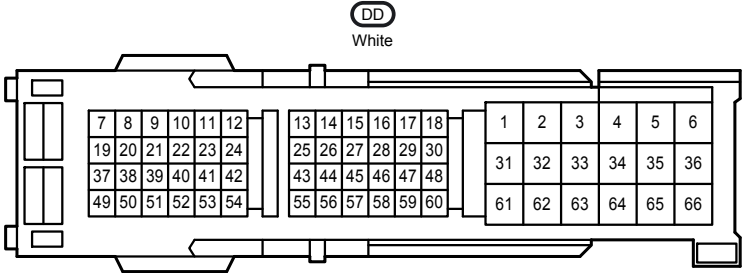 DD
White
7 8 9 10 11 12 13 14 15 16 17 18 1 2 3 4 5 6
19 20 21 22 23 24 25 26 27 28 29 30
37 38 39 40 41 42 43 44 45 46 47 48 31 32 33 34 35 36
49 50 51 52 53 54 55 56 57 58 59 60 61 62 63 64 65 66